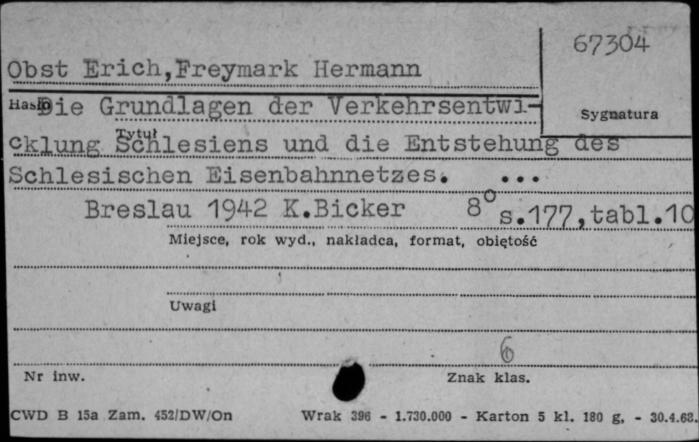 67304
Obst Erich,Freymark Hermann
Hasło
Die Grundlagen der Verkehrsentwi-
Sygnatura
Tytuł
cklung Schlesiens und die Entstehung des
Schlesischen Eisenbahnnetzes. ...
Breslau 1942 K.Bicker 8° s.177,tabl.10
Miejsce, rok wyd., nakładca, format, obiętość
Uwagi
6
Nr inw.
Znak klas.
CWD B 15a Zam. 452/DW/On Wrak 396 - 1.730.000 - Karton 5 kl. 180 g. - 30.4.68.